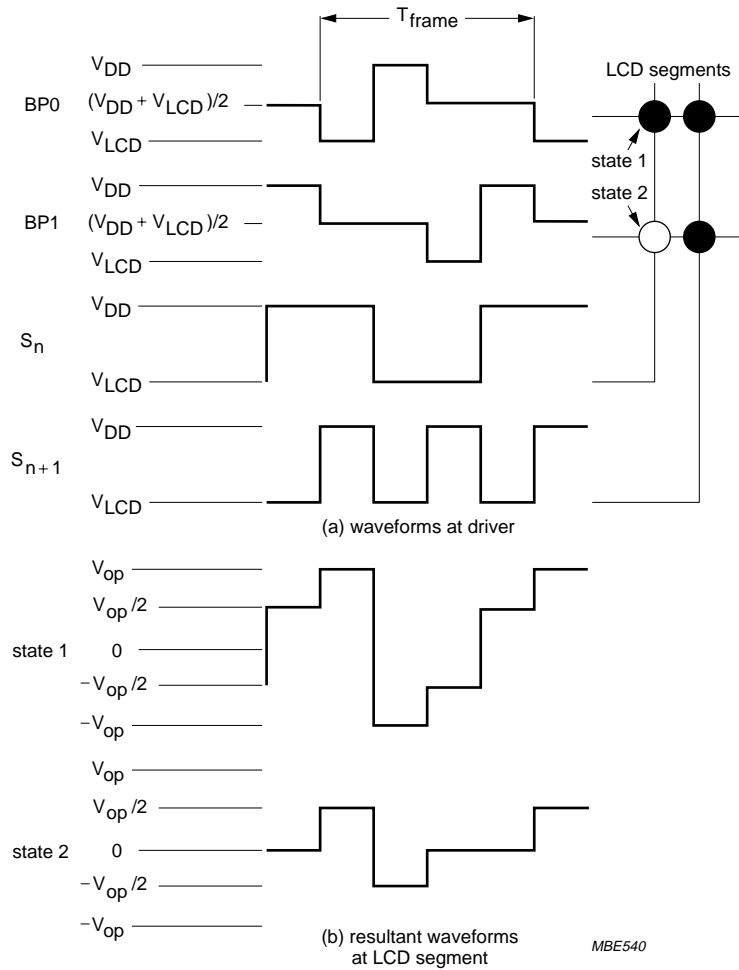 T_frame
V_DD
BP0 (V_DD + V_LCD)/2
V_LCD
LCD segments
state 1
V_DD
state 2
BP1 (V_DD + V_LCD)/2
V_LCD
V_DD
S_n
V_LCD
V_DD
S_n + 1
V_LCD
(a) waveforms at driver
V_op
V_op/2
state 1 0
−V_op/2
−V_op
V_op
V_op/2
state 2 0
−V_op/2
−V_op
(b) resultant waveforms
at LCD segment
MBE540